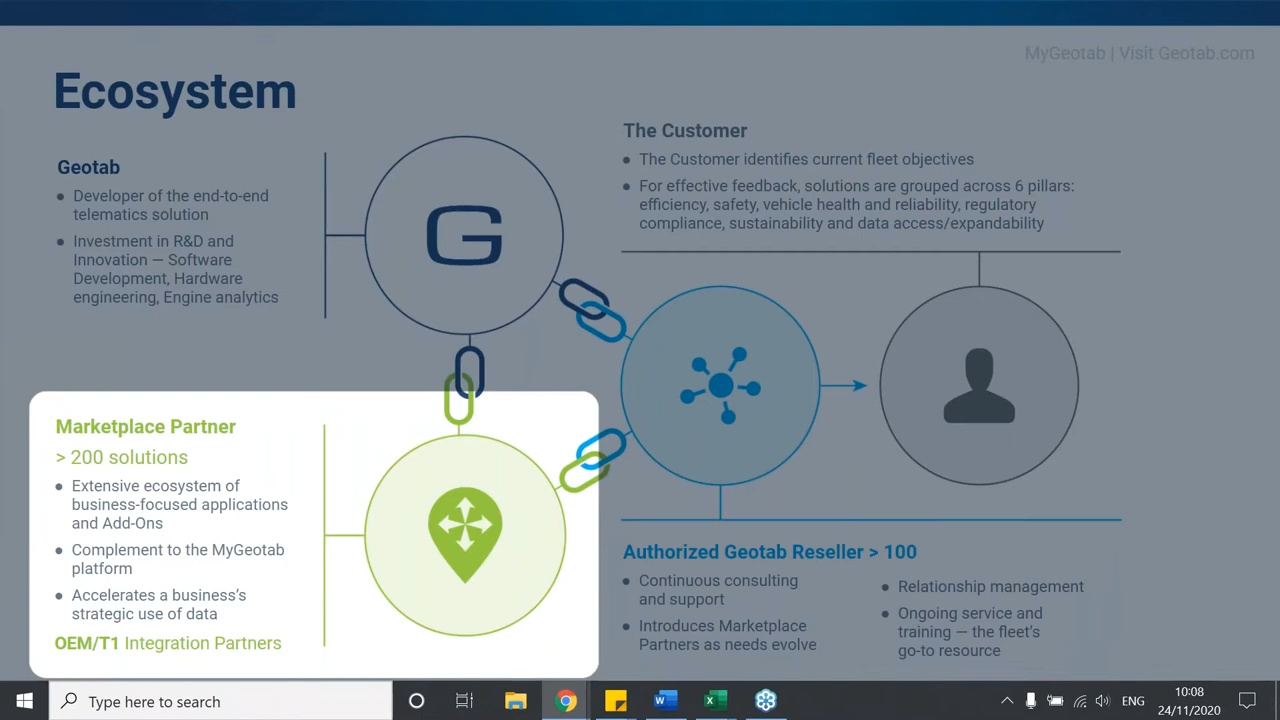 MyGeotab | Visit Geotab.com
Ecosystem
Geotab
• Developer of the end-to-end
telematics solution
• Investment in R&D and
Innovation — Software
Development, Hardware
engineering, Engine analytics
G
The Customer
• The Customer identifies current fleet objectives
• For effective feedback, solutions are grouped across 6 pillars:
efficiency, safety, vehicle health and reliability, regulatory
compliance, sustainability and data access/expandability
Marketplace Partner
> 200 solutions
• Extensive ecosystem of
business-focused applications
and Add-Ons
• Complement to the MyGeotab
platform
• Accelerates a business's
strategic use of data
OEM/T1 Integration Partners
Authorized Geotab Reseller > 100
• Continuous consulting
and support
• Introduces Marketplace
Partners as needs evolve
• Relationship management
• Ongoing service and
training — the fleet's
go-to resource
Type here to search
W
X
ENG
10:08
24/11/2020